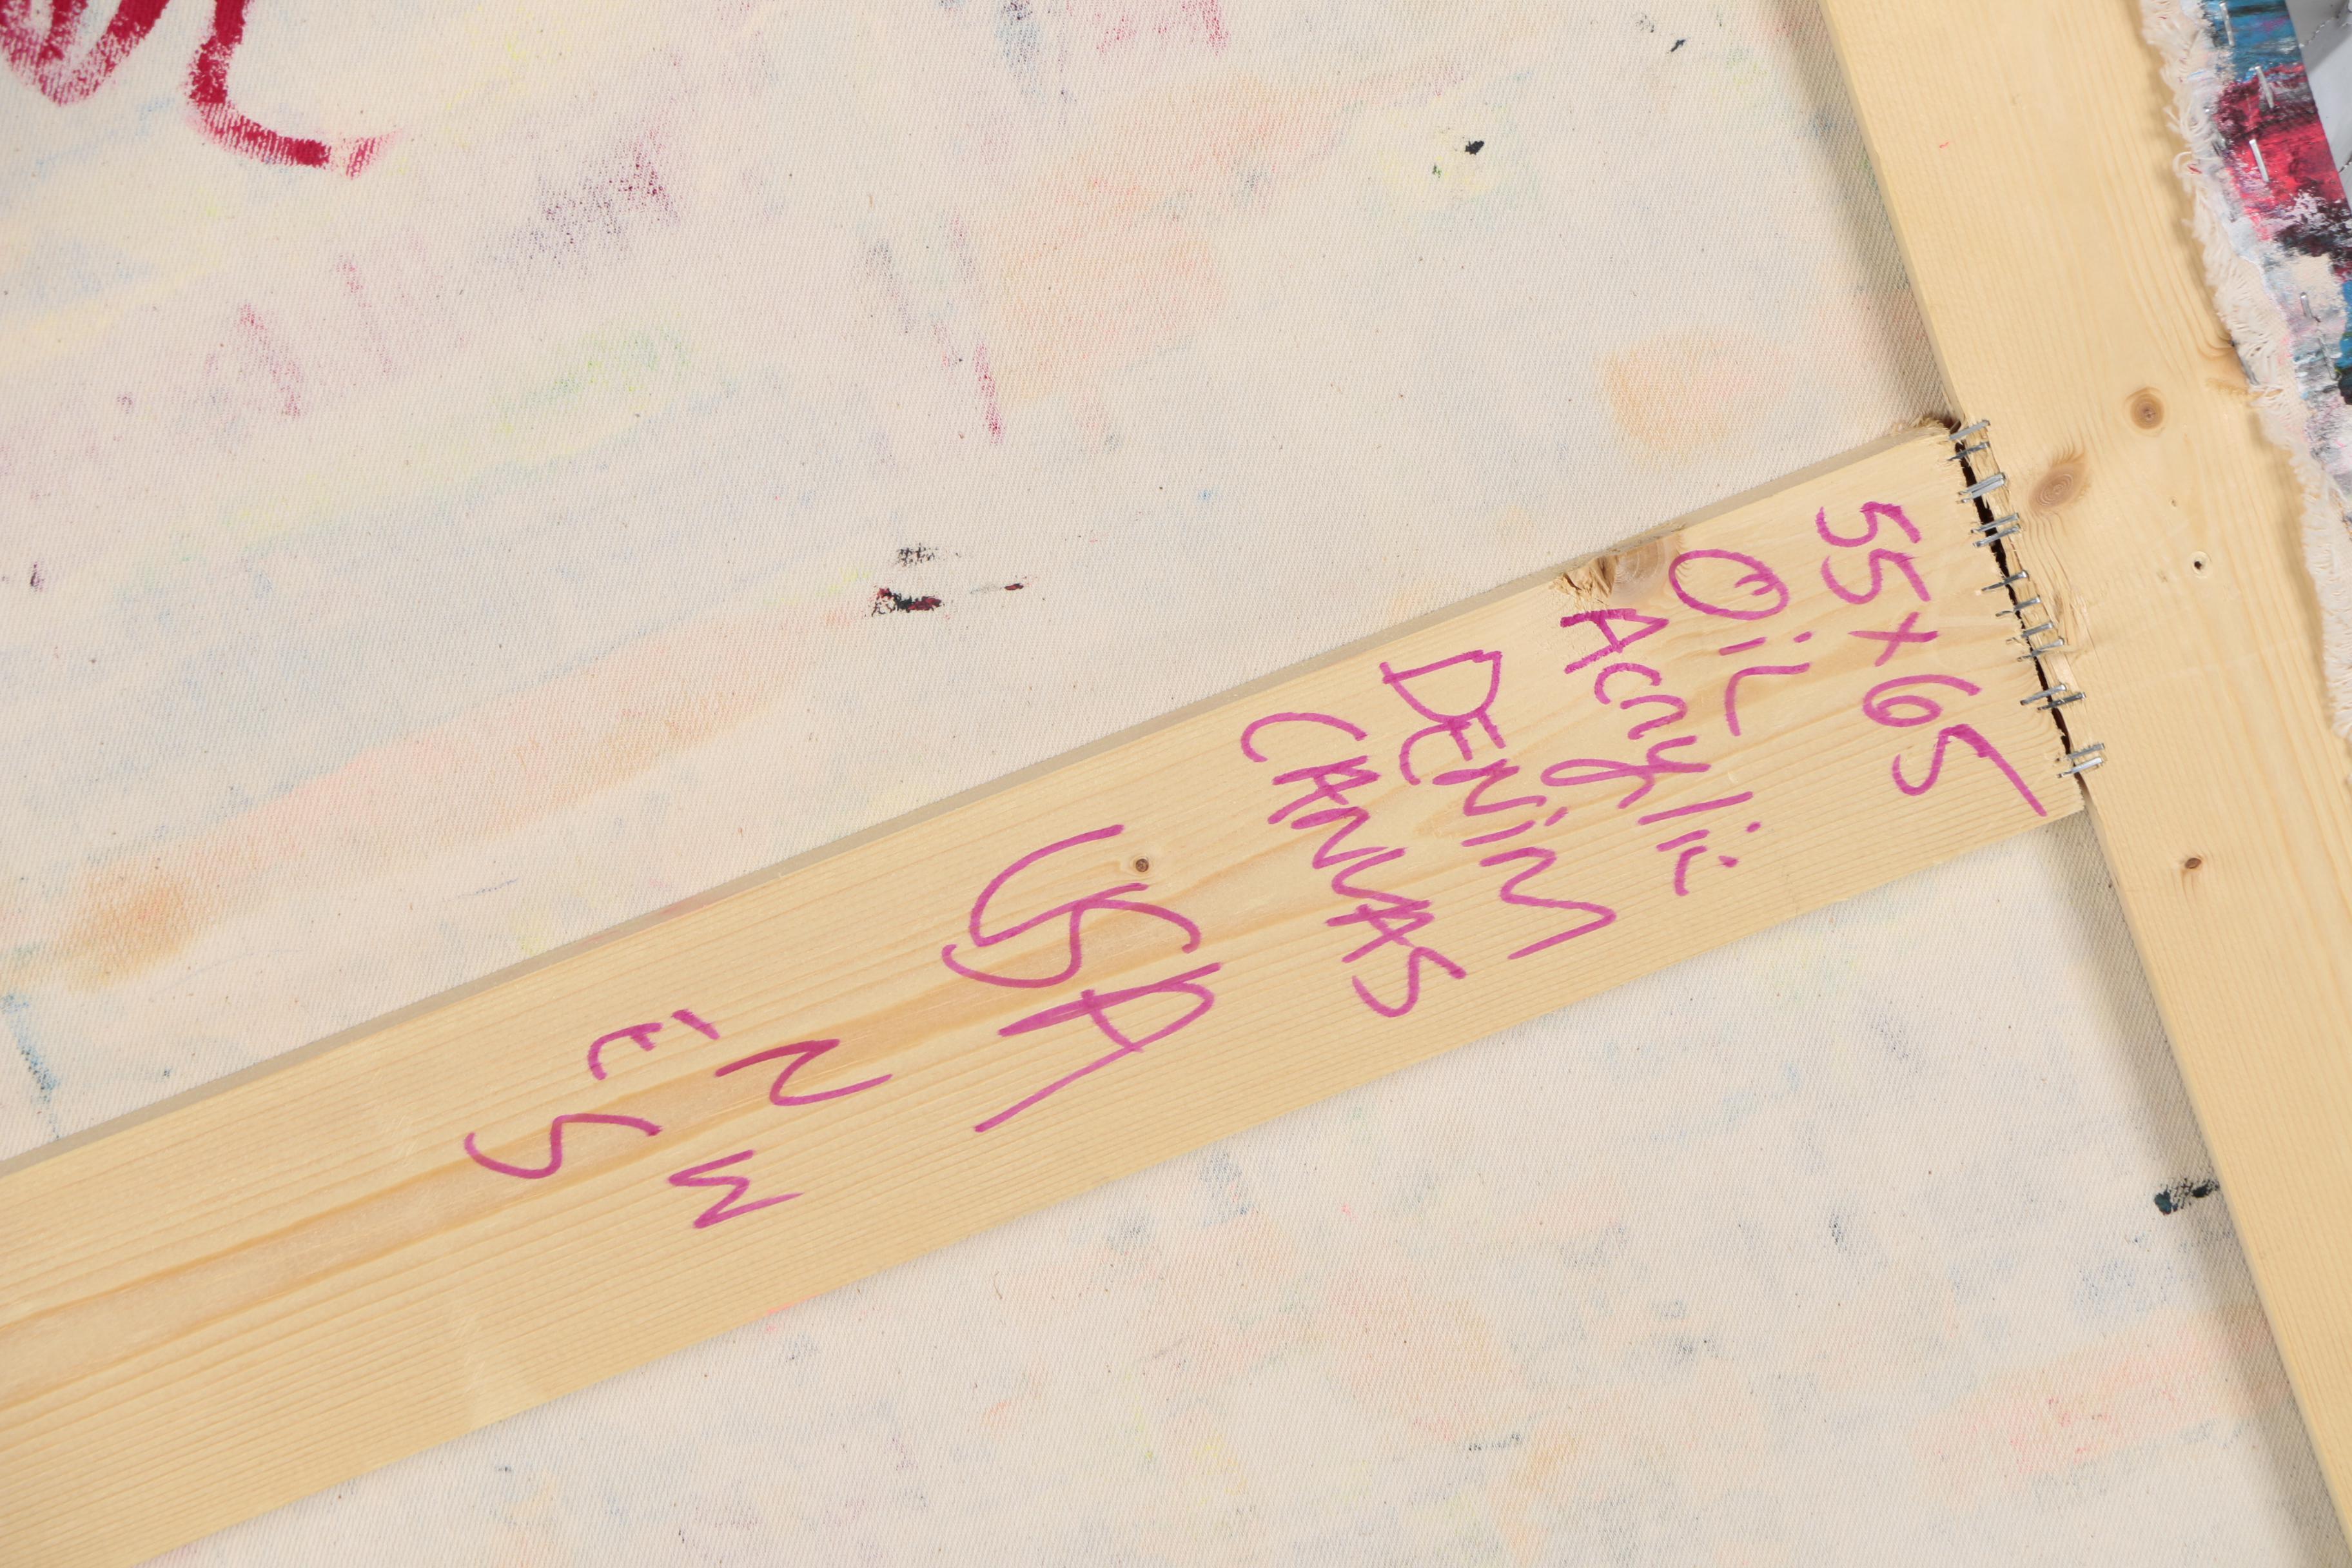 55x65
OiL
Acrylic
DENiM
CANVAS
USA
N
E W
S